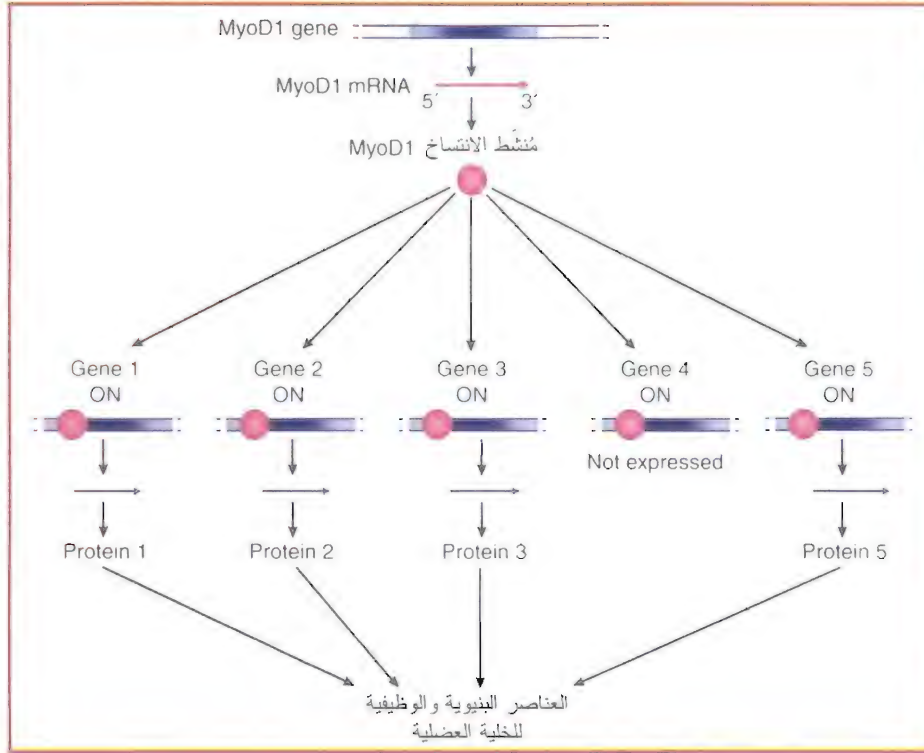 MyoD1 gene
MyoD1 mRNA
5´ 3´
مُنشِّط الانتساخ MyoD1
Gene 1 Gene 2 Gene 3 Gene 4 Gene 5
ON ON ON ON ON
Not expressed
Protein 1 Protein 2 Protein 3 Protein 5
العناصر البنيوية والوظيفية
للخلية العضلية